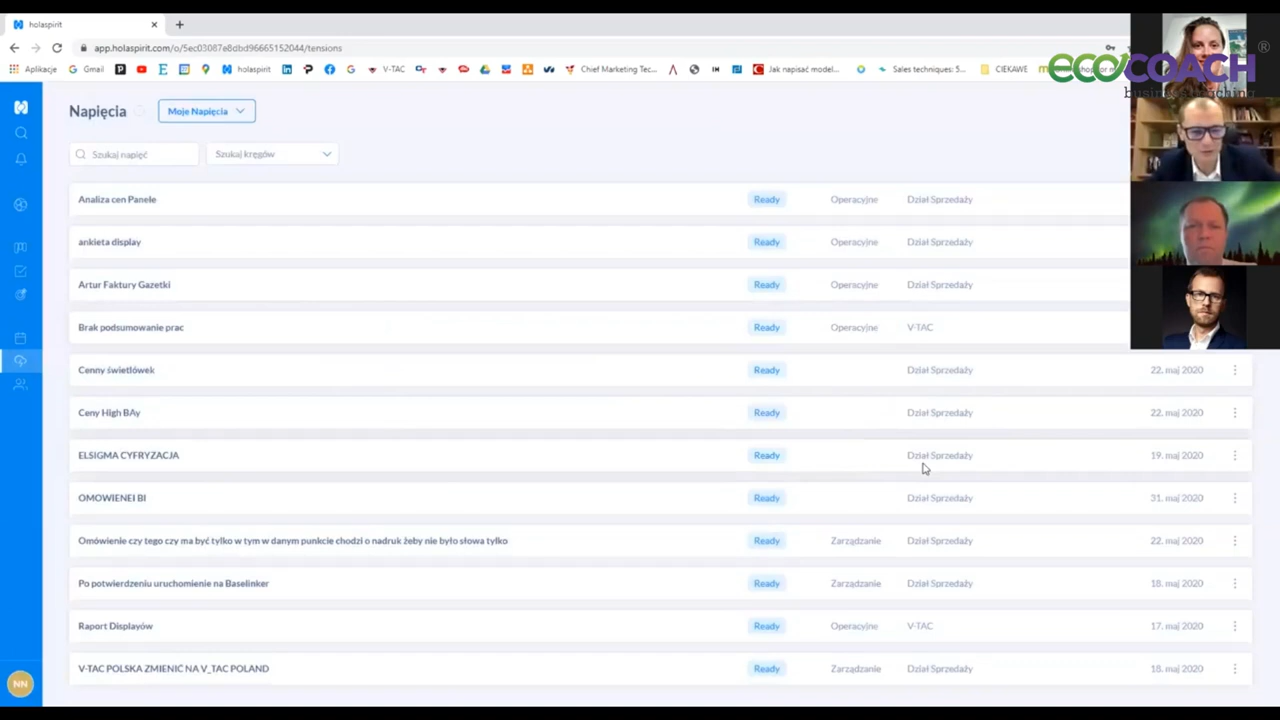 holaspirit
app.holaspirit.com/o/5ec03087e8dbd96665152044/tensions
Aplikacje Gmail holaspirit V-TAC Chief Marketing Tec... Jak napisać model... Sales techniques: 5... CIEKAWE
ecocoach ®
business coaching
Napięcia Moje Napięcia
Szukaj napięć Szukaj kręgów
Analiza cen Panele Ready Operacyjne Dział Sprzedaży
ankieta display Ready Operacyjne Dział Sprzedaży
Artur Faktury Gazetki Ready Operacyjne Dział Sprzedaży
Brak podsumowanie prac Ready Operacyjne V-TAC
Cenny świetlówek Ready Dział Sprzedaży 22. maj 2020
Ceny High BAy Ready Dział Sprzedaży 22. maj 2020
ELSIGMA CYFRYZACJA Ready Dział Sprzedaży 19. maj 2020
OMOWIENEI BI Ready Dział Sprzedaży 31. maj 2020
Omówienie czy tego czy ma być tylko w tym w danym punkcie chodzi o nadruk żeby nie było słowa tylko Ready Zarządzanie Dział Sprzedaży 22. maj 2020
Po potwierdzeniu uruchomienie na Baselinker Ready Zarządzanie Dział Sprzedaży 18. maj 2020
Raport Displayów Ready Operacyjne V-TAC 17. maj 2020
V-TAC POLSKA ZMIENIĆ NA V_TAC POLAND Ready Zarządzanie Dział Sprzedaży 18. maj 2020
NN